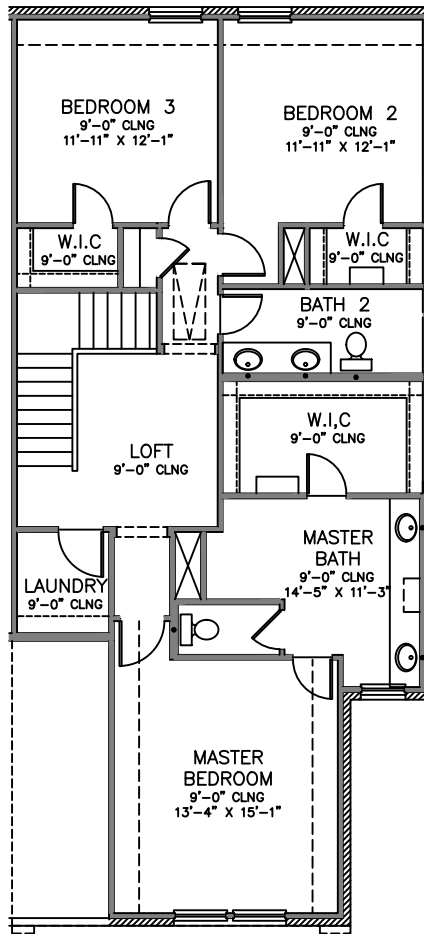 BEDROOM 3
9'-0" CLNG
11'-11" X 12'-1"
BEDROOM 2
9'-0" CLNG
11'-11" X 12'-1"
W.I.C
9'-0" CLNG
W.I.C
9'-0" CLNG
BATH 2
9'-0" CLNG
W.I,C
9'-0" CLNG
LOFT
9'-0" CLNG
MASTER
BATH
9'-0" CLNG
14'-5" X 11'-3"
LAUNDRY
9'-0" CLNG
MASTER
BEDROOM
9'-0" CLNG
13'-4" X 15'-1"